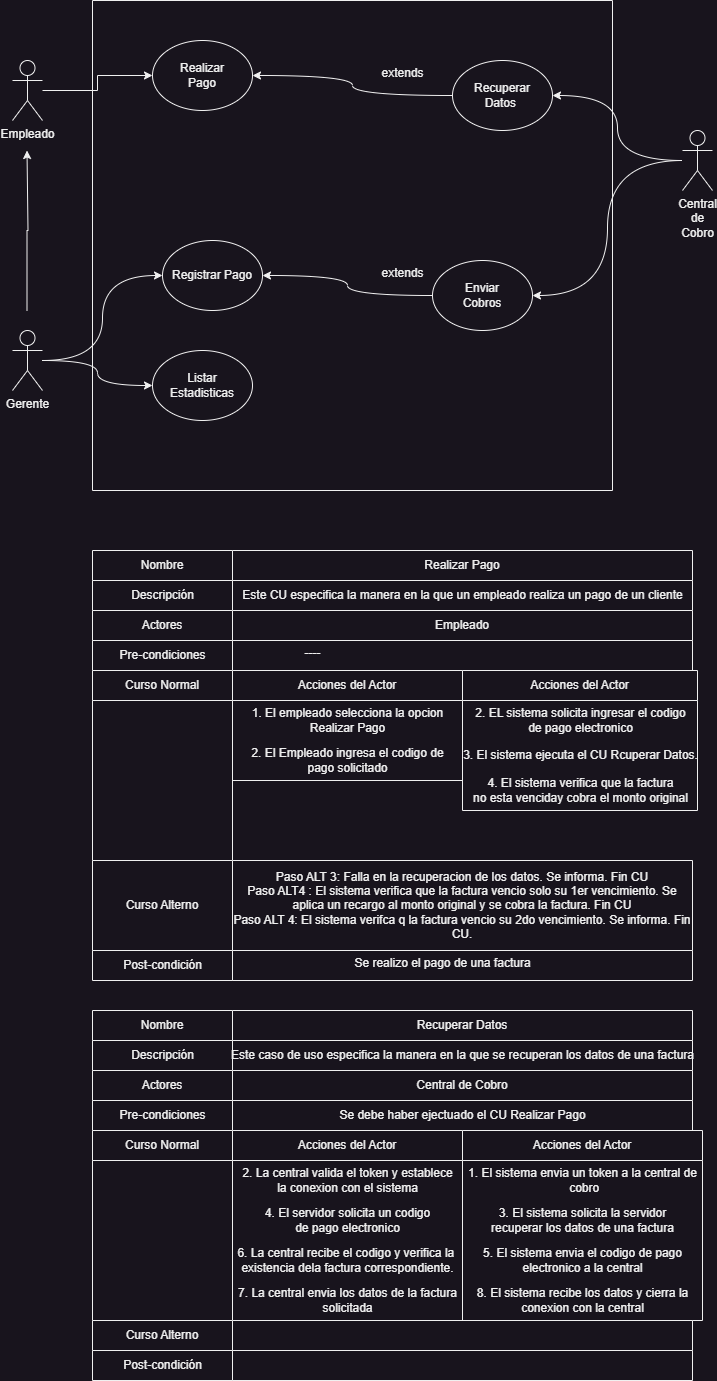 Realizar
Pago
extends
Recuperar
Datos
Empleado
Central
de
Cobro
Registrar Pago
extends
Enviar
Cobros
Listar
Estadisticas
Gerente
Nombre
Realizar Pago
Descripción
Este CU especifica la manera en la que un empleado realiza un pago de un cliente
Actores
Empleado
Pre-condiciones
----
Curso Normal
Acciones del Actor
Acciones del Actor
1. El empleado selecciona la opcion
Realizar Pago
2. El Empleado ingresa el codigo de
pago solicitado
2. EL sistema solicita ingresar el codigo
de pago electronico
3. El sistema ejecuta el CU Rcuperar Datos.
4. El sistema verifica que la factura
no esta venciday cobra el monto original
Curso Alterno
Paso ALT 3: Falla en la recuperacion de los datos. Se informa. Fin CU
Paso ALT4 : El sistema verifica que la factura vencio solo su 1er vencimiento. Se
aplica un recargo al monto original y se cobra la factura. Fin CU
Paso ALT 4: El sistema verifca q la factura vencio su 2do vencimiento. Se informa. Fin
CU.
Post-condición
Se realizo el pago de una factura
Nombre
Recuperar Datos
Descripción
Este caso de uso especifica la manera en la que se recuperan los datos de una factura
Actores
Central de Cobro
Pre-condiciones
Se debe haber ejectuado el CU Realizar Pago
Curso Normal
Acciones del Actor
Acciones del Actor
2. La central valida el token y establece
la conexion con el sistema
4. El servidor solicita un codigo
de pago electronico
6. La central recibe el codigo y verifica la
existencia dela factura correspondiente.
7. La central envia los datos de la factura
solicitada
1. El sistema envia un token a la central de
cobro
3. El sistema solicita la servidor
recuperar los datos de una factura
5. El sistema envia el codigo de pago
electronico a la central
8. El sistema recibe los datos y cierra la
conexion con la central
Curso Alterno
Post-condición